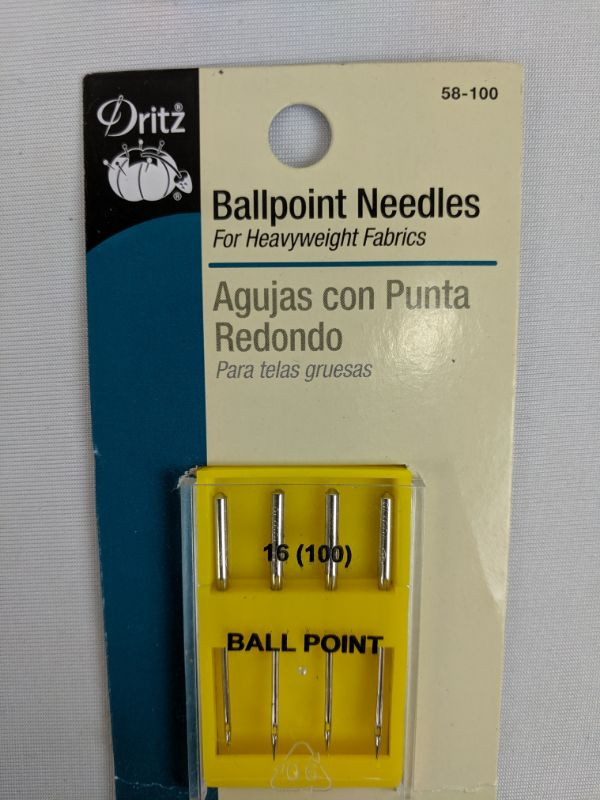 58-100
Dritz®
®
Ballpoint Needles
For Heavyweight Fabrics
Agujas con Punta
Redondo
Para telas gruesas
16 (100)
BALL POINT